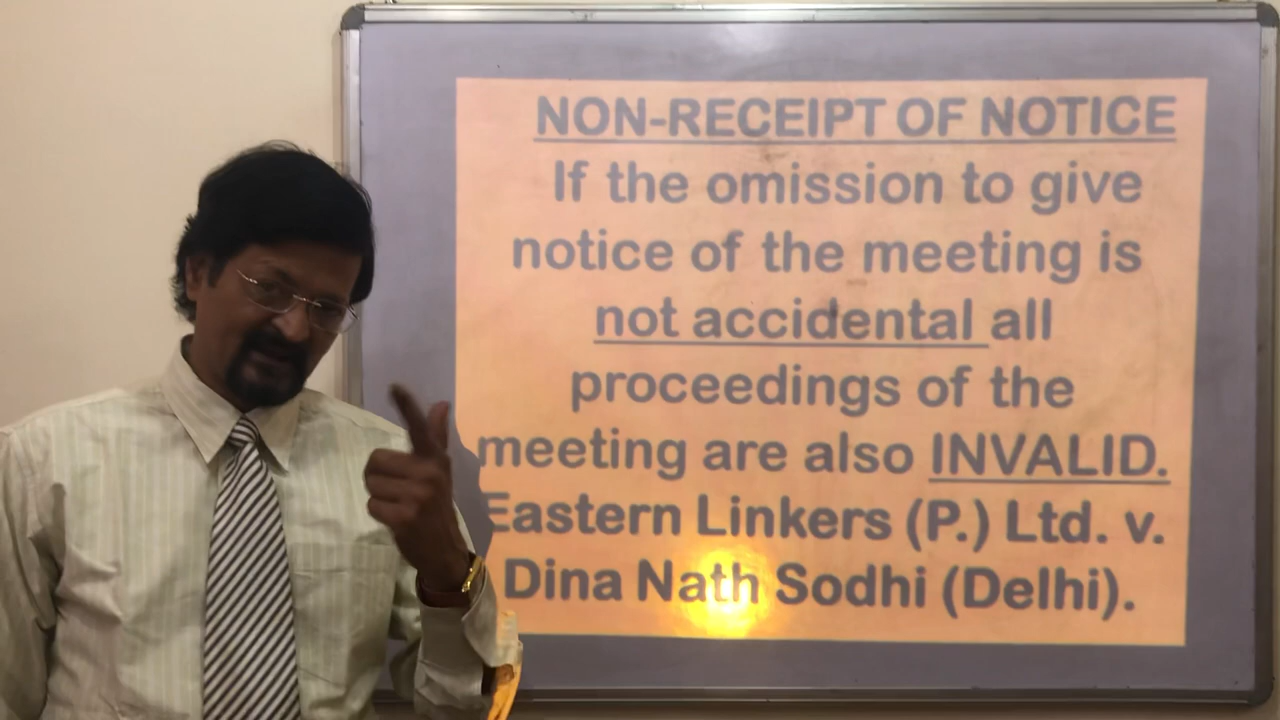 NON-RECEIPT OF NOTICE
If the omission to give
notice of the meeting is
not accidental all
proceedings of the
meeting are also INVALID.
Eastern Linkers (P.) Ltd. v.
Dina Nath Sodhi (Delhi).